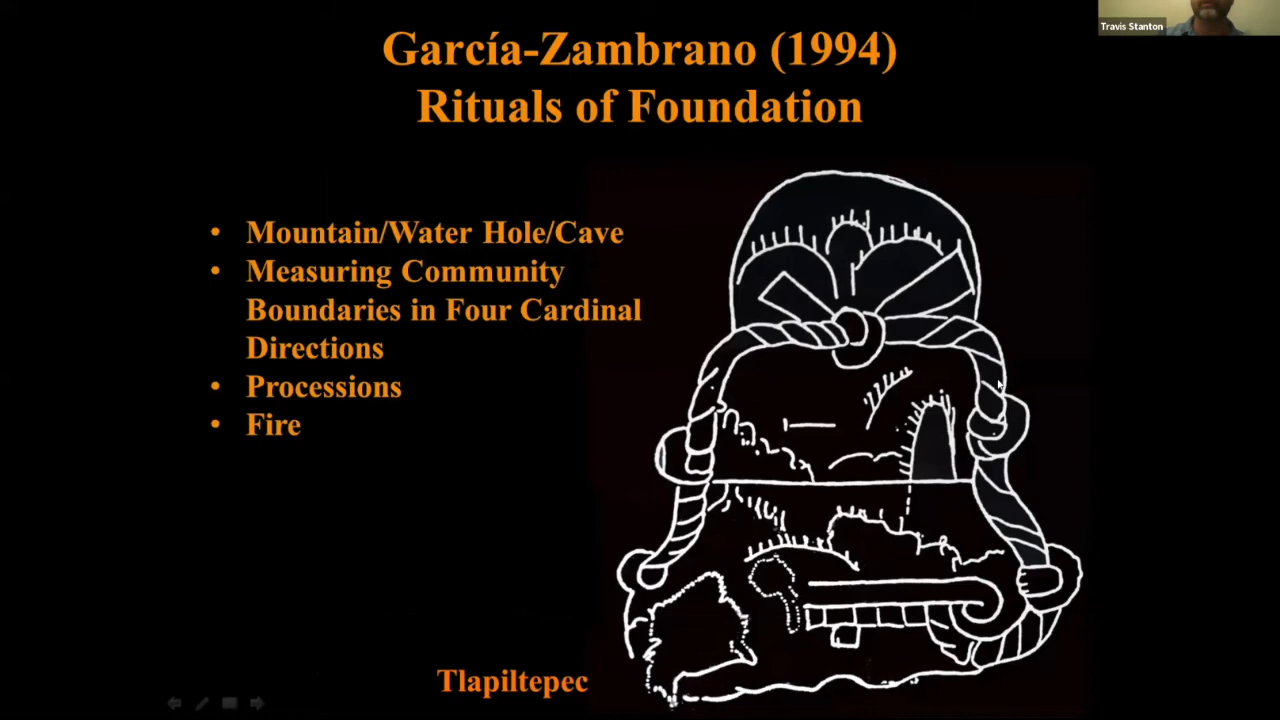 García-Zambrano (1994)
Rituals of Foundation
Travis Stanton
• Mountain/Water Hole/Cave
• Measuring Community
Boundaries in Four Cardinal
Directions
• Processions
• Fire
Tlapiltepec